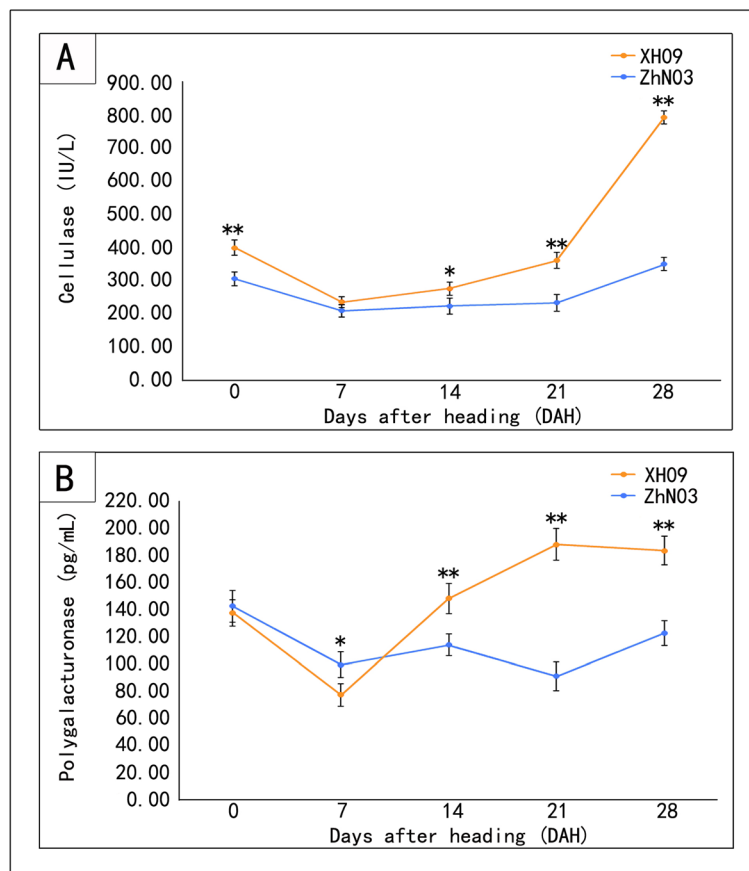 A
XH09
ZhN03
900.00
800.00
700.00
600.00
500.00
400.00
300.00
200.00
100.00
0.00
Cellulase (IU/L)
**
*
**
**
0 7 14 21 28
Days after heading (DAH)
B
XH09
ZhN03
220.00
200.00
180.00
160.00
140.00
120.00
100.00
80.00
60.00
40.00
20.00
0.00
Polygalacturonase (pg/mL)
*
**
**
**
0 7 14 21 28
Days after heading (DAH)